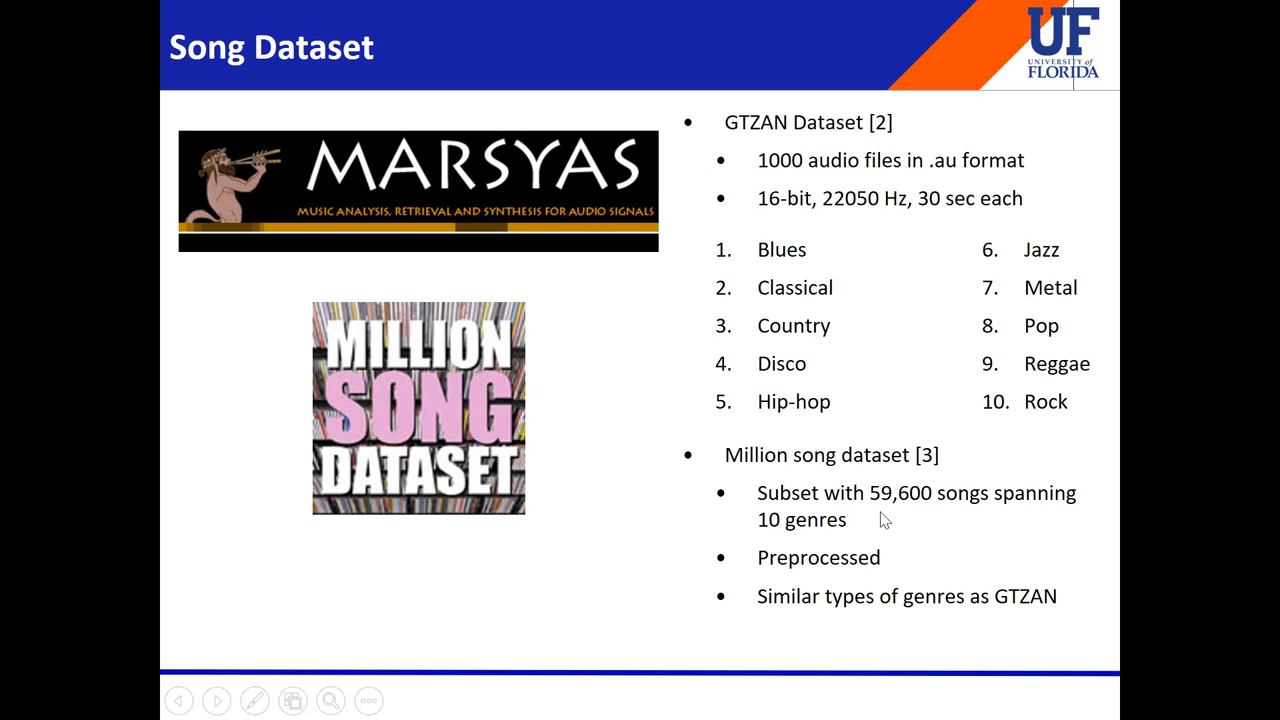 Song Dataset
UF
UNIVERSITY of
FLORIDA
MARSYAS
MUSIC ANALYSIS, RETRIEVAL AND SYNTHESIS FOR AUDIO SIGNALS
MILLION
SONG
DATASET
• GTZAN Dataset [2]
• 1000 audio files in .au format
• 16-bit, 22050 Hz, 30 sec each
1. Blues
2. Classical
3. Country
4. Disco
5. Hip-hop
6. Jazz
7. Metal
8. Pop
9. Reggae
10. Rock
• Million song dataset [3]
• Subset with 59,600 songs spanning
10 genres
• Preprocessed
• Similar types of genres as GTZAN